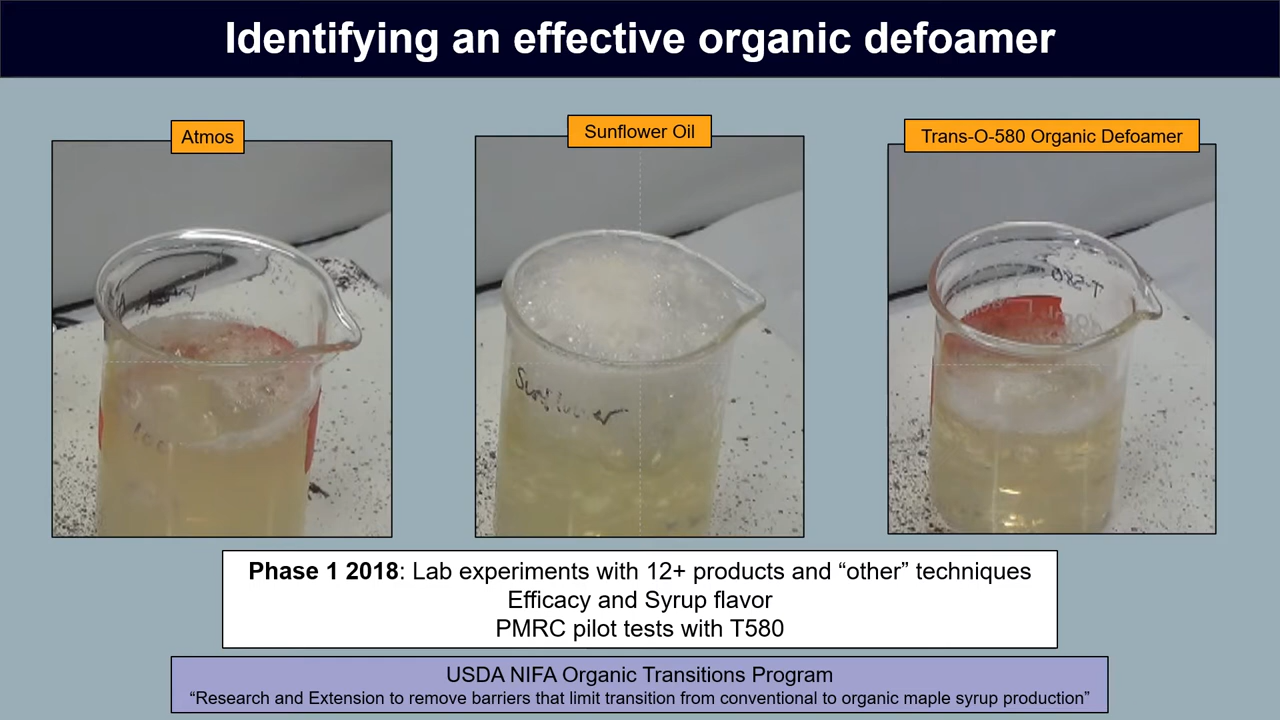 Identifying an effective organic defoamer
Atmos
Sunflower Oil
Trans-O-580 Organic Defoamer
Sunflower
T-580
Phase 1 2018: Lab experiments with 12+ products and “other” techniques
Efficacy and Syrup flavor
PMRC pilot tests with T580
USDA NIFA Organic Transitions Program
“Research and Extension to remove barriers that limit transition from conventional to organic maple syrup production”